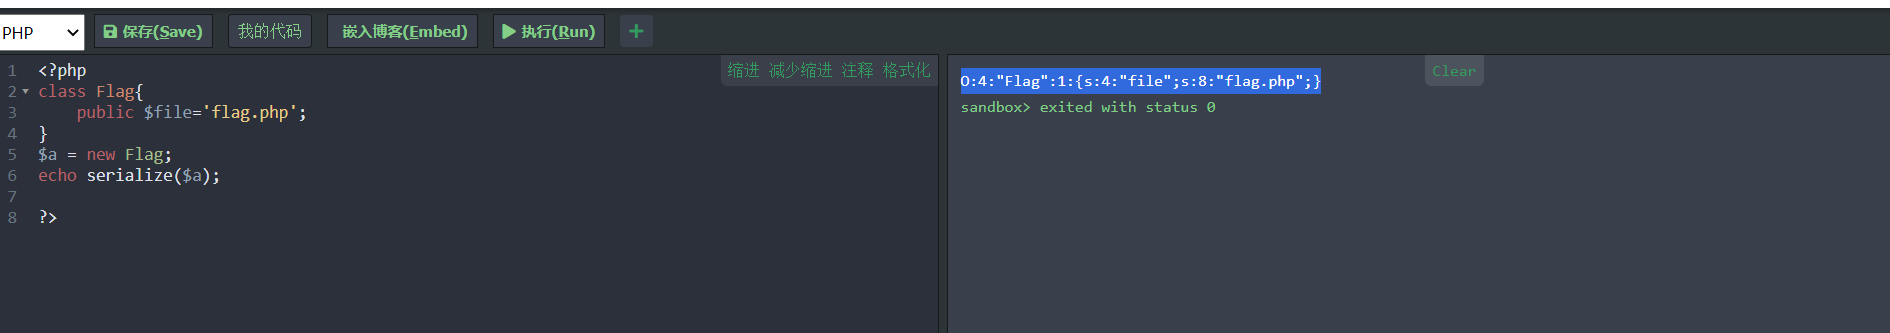 PHP 保存(Save) 我的代码 嵌入博客(Embed) 执行(Run) +
缩进 减少缩进 注释 格式化
1 <?php
2 class Flag{
3     public $file='flag.php';
4 }
5 $a = new Flag;
6 echo serialize($a);
7
8 ?>
Clear
O:4:"Flag":1:{s:4:"file";s:8:"flag.php";}
sandbox> exited with status 0